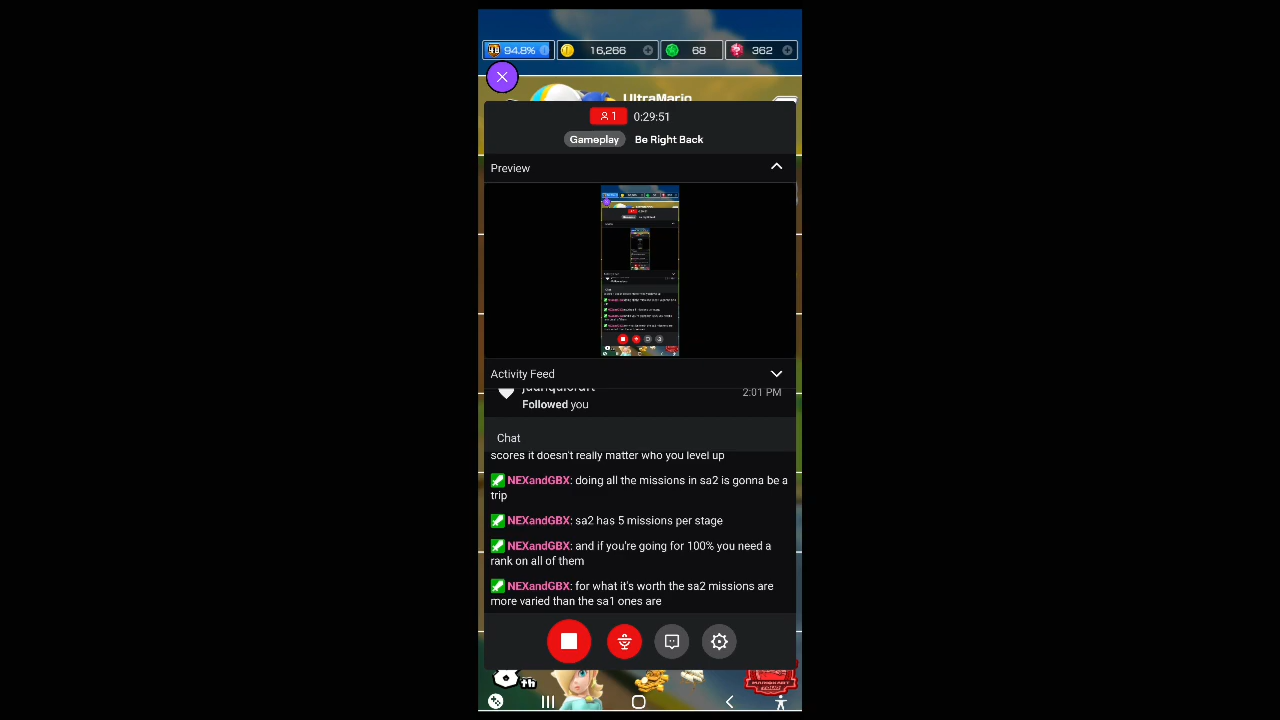 94.8%
16,266
68
362
UltraMario
1
0:29:51
Gameplay
Be Right Back
Preview
Activity Feed
2:01 PM
Followed you
Chat
scores it doesn't really matter who you level up
NEXandGBX: doing all the missions in sa2 is gonna be a
trip
NEXandGBX: sa2 has 5 missions per stage
NEXandGBX: and if you're going for 100% you need a
rank on all of them
NEXandGBX: for what it's worth the sa2 missions are
more varied than the sa1 ones are
8th